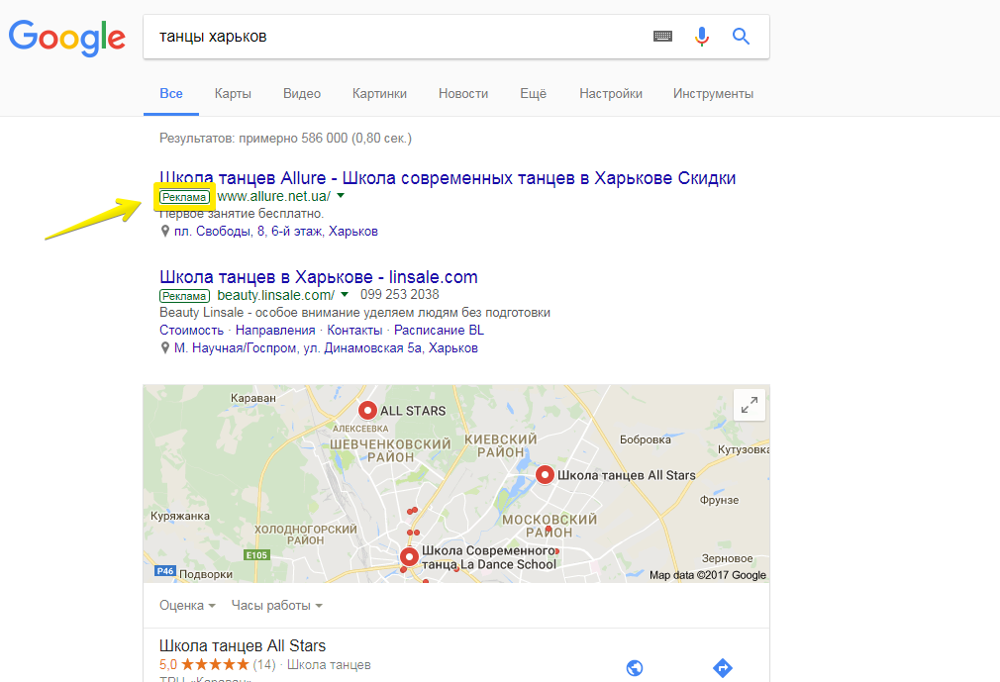 Google
танцы харьков
Все Карты Видео Картинки Новости Ещё Настройки Инструменты
Результатов: примерно 586 000 (0,80 сек.)
Школа танцев Allure - Школа современных танцев в Харькове Скидки
Реклама www.allure.net.ua/
Первое занятие бесплатно.
пл. Свободы, 8, 6-й этаж, Харьков
Школа танцев в Харькове - linsale.com
Реклама beauty.linsale.com/ 099 253 2038
Beauty Linsale - особое внимание уделяем людям без подготовки
Стоимость · Направления · Контакты · Расписание BL
М. Научная/Госпром, ул. Динамовская 5а, Харьков
Караван
ALL STARS
АЛЕКСЕЕВКА
ШЕВЧЕНКОВСКИЙ
РАЙОН
КИЕВСКИЙ
РАЙОН
Бобровка
Кутузовка
Школа танцев All Stars
Фрунзе
Куряжанка
ХОЛОДНОГОРСКИЙ
РАЙОН
МОСКОВСКИЙ
РАЙОН
E105
Школа Современного
танца La Dance School
Зерновое
P46 Подворки
Map data ©2017 Google
Оценка Часы работы
Школа танцев All Stars
5,0 (14) · Школа танцев
ТРЦ «Караван»